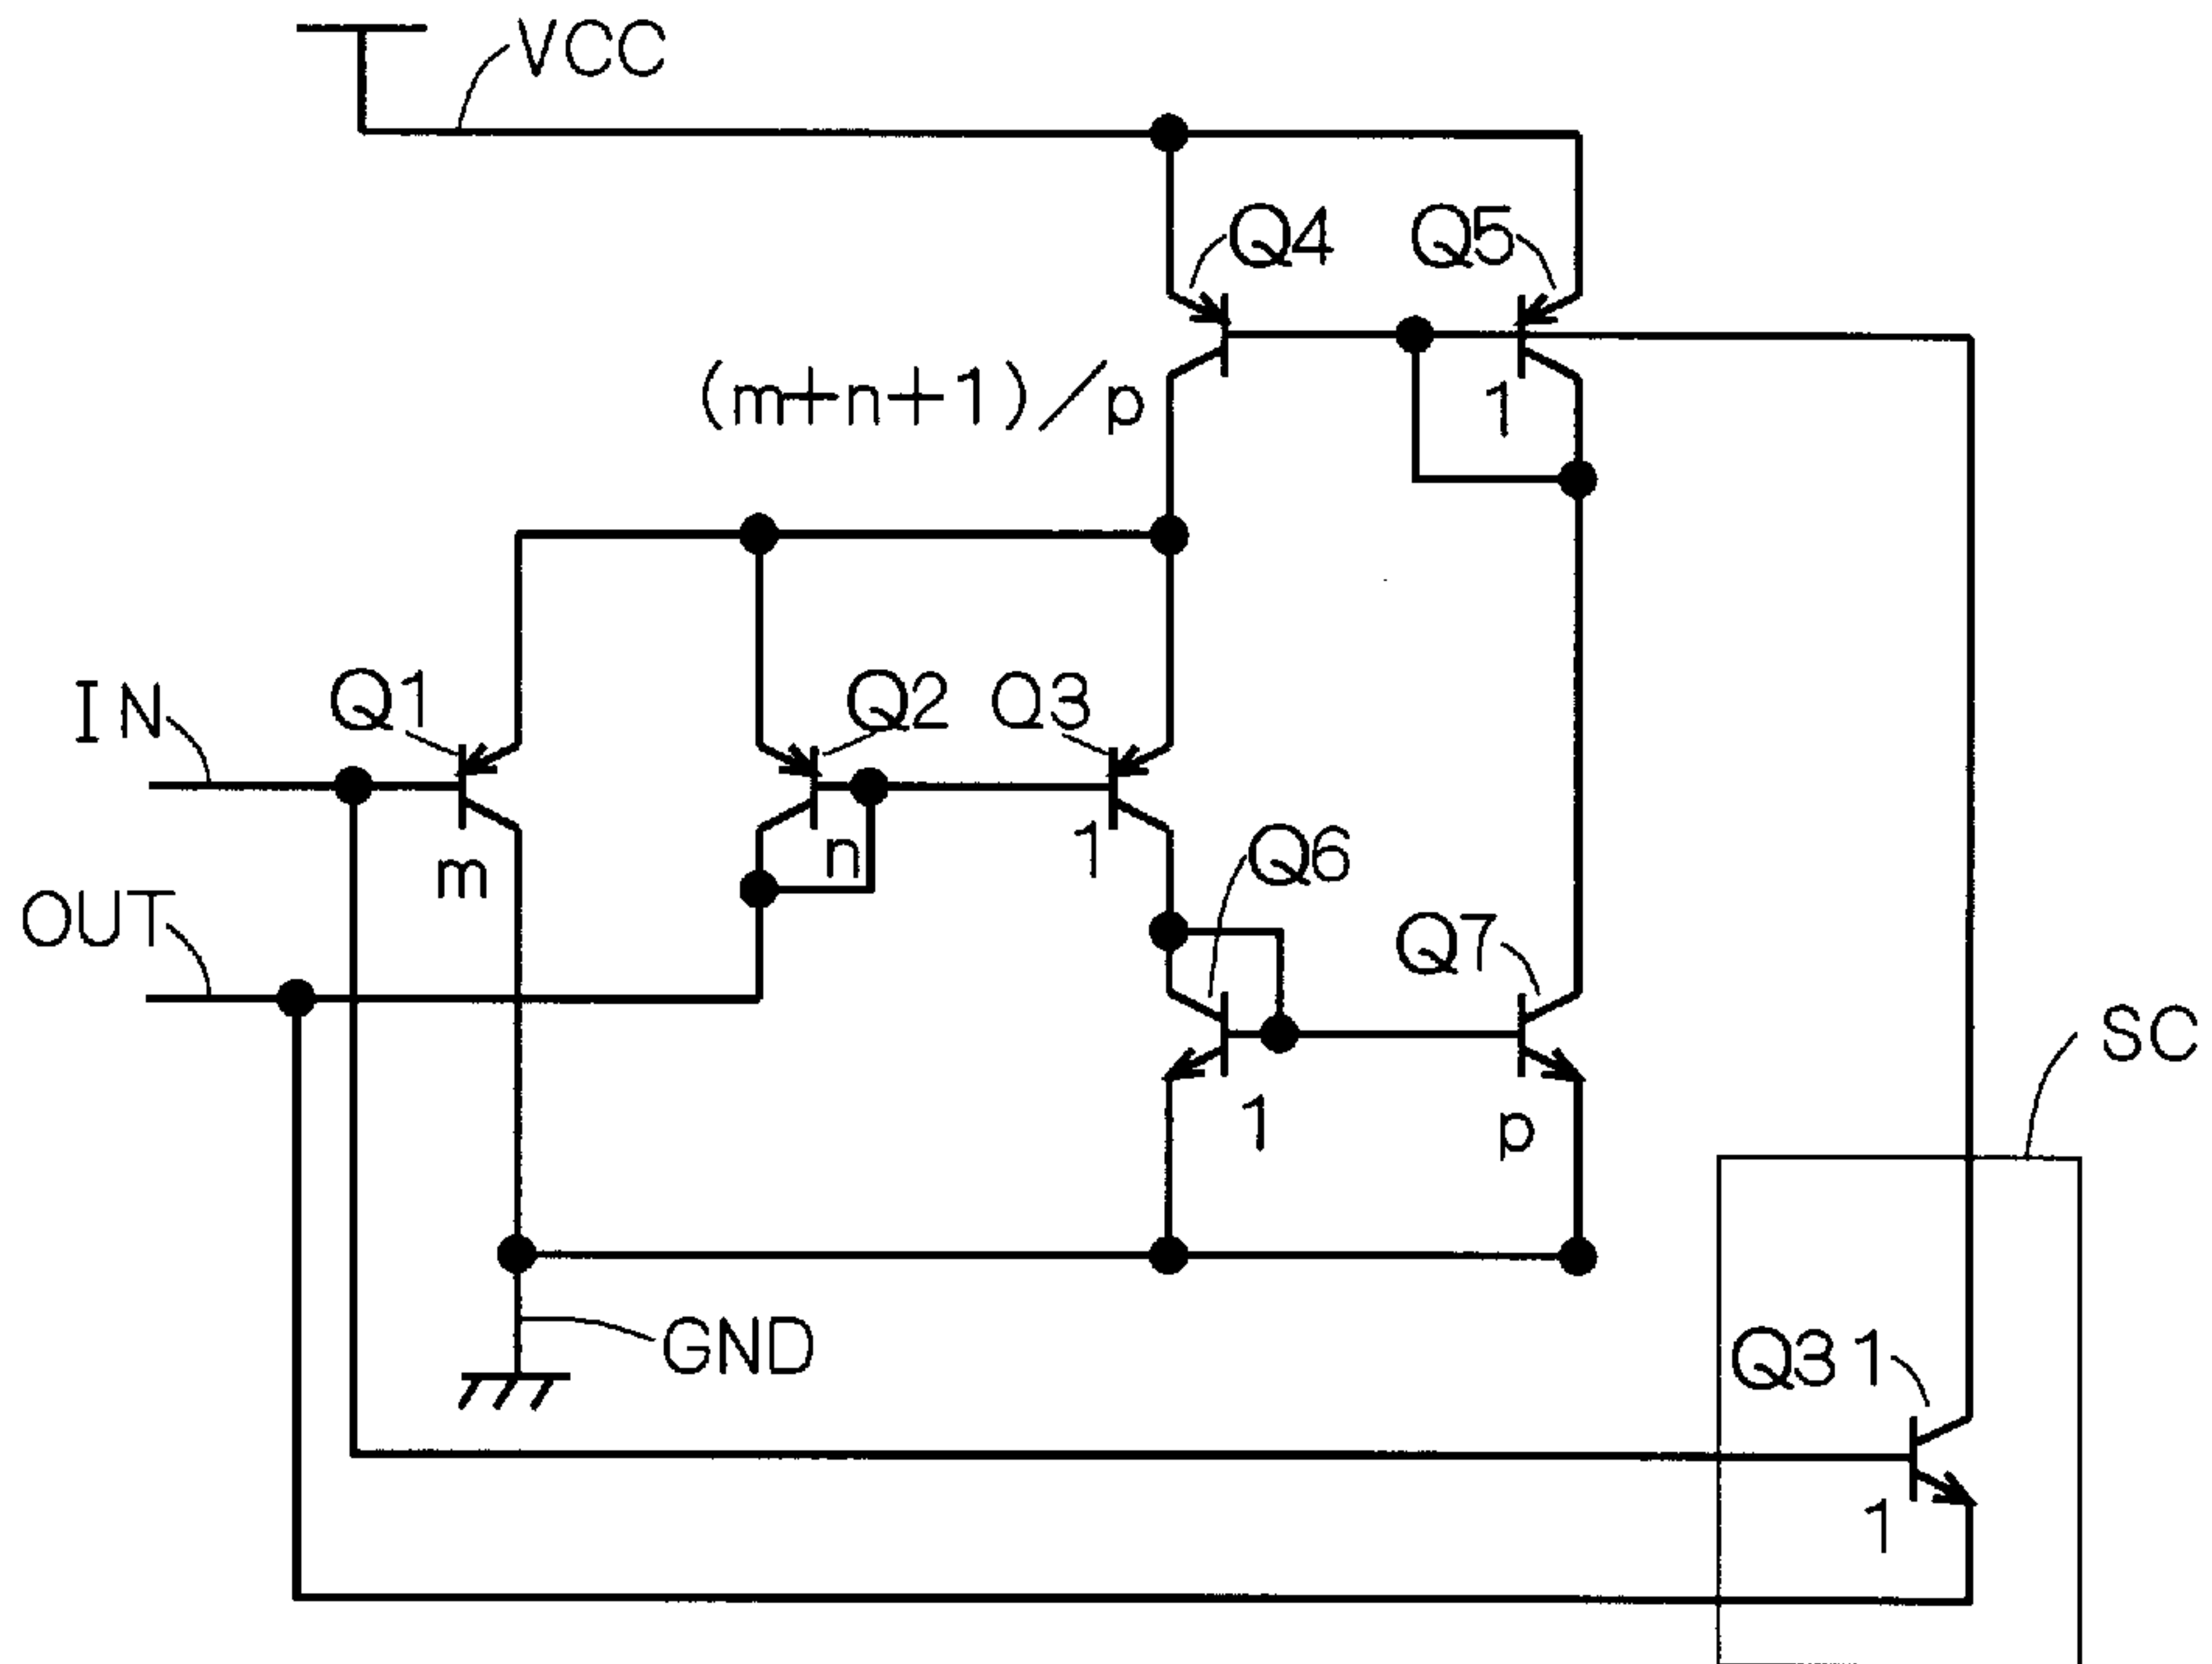 VCC
Q4
Q5
(m+n+1)/p
1
IN
Q1
Q2
Q3
m
n
1
Q6
OUT
Q7
SC
1
p
GND
Q31
1